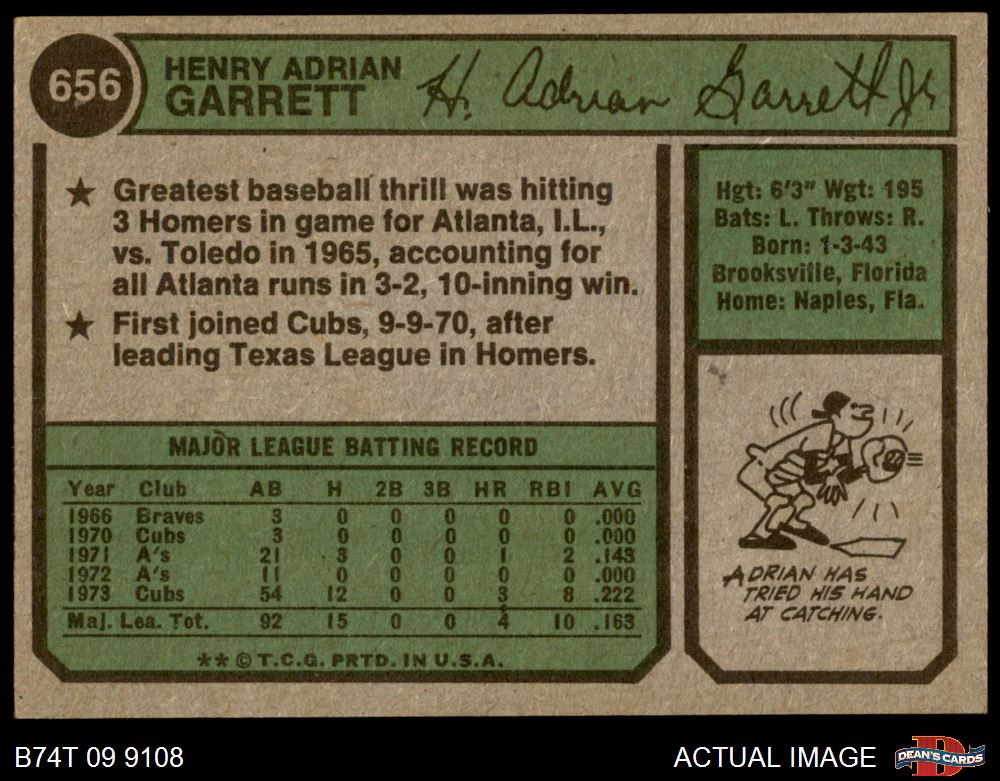 656
HENRY ADRIAN
GARRETT
H. Adrian Garrett Jr
★ Greatest baseball thrill was hitting
3 Homers in game for Atlanta, I.L.,
vs. Toledo in 1965, accounting for
all Atlanta runs in 3-2, 10-inning win.
★ First joined Cubs, 9-9-70, after
leading Texas League in Homers.
Hgt: 6'3" Wgt: 195
Bats: L. Throws: R.
Born: 1-3-43
Brooksville, Florida
Home: Naples, Fla.
MAJOR LEAGUE BATTING RECORD
Year Club AB H 2B 3B HR RBI AVG
1966 Braves 3 0 0 0 0 0 .000
1970 Cubs 3 0 0 0 0 0 .000
1971 A's 21 3 0 0 1 2 .143
1972 A's 11 0 0 0 0 0 .000
1973 Cubs 54 12 0 0 3 8 .222
Maj. Lea. Tot. 92 15 0 0 4 10 .163
** © T.C.G. PRTD. IN U.S.A.
ADRIAN HAS
TRIED HIS HAND
AT CATCHING.
B74T 09 9108
ACTUAL IMAGE
D
DEAN'S CARDS